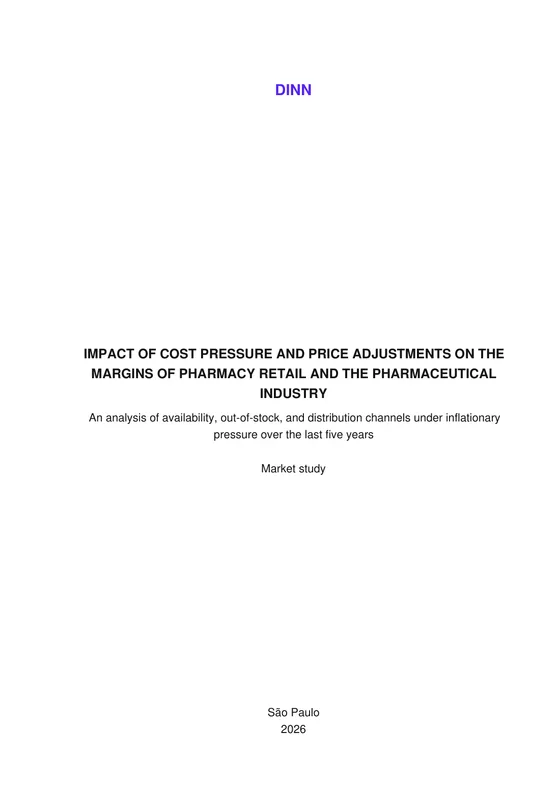 DINN
IMPACT OF COST PRESSURE AND PRICE ADJUSTMENTS ON THE
MARGINS OF PHARMACY RETAIL AND THE PHARMACEUTICAL
INDUSTRY
An analysis of availability, out-of-stock, and distribution channels under inflationary
pressure over the last five years
Market study
São Paulo
2026